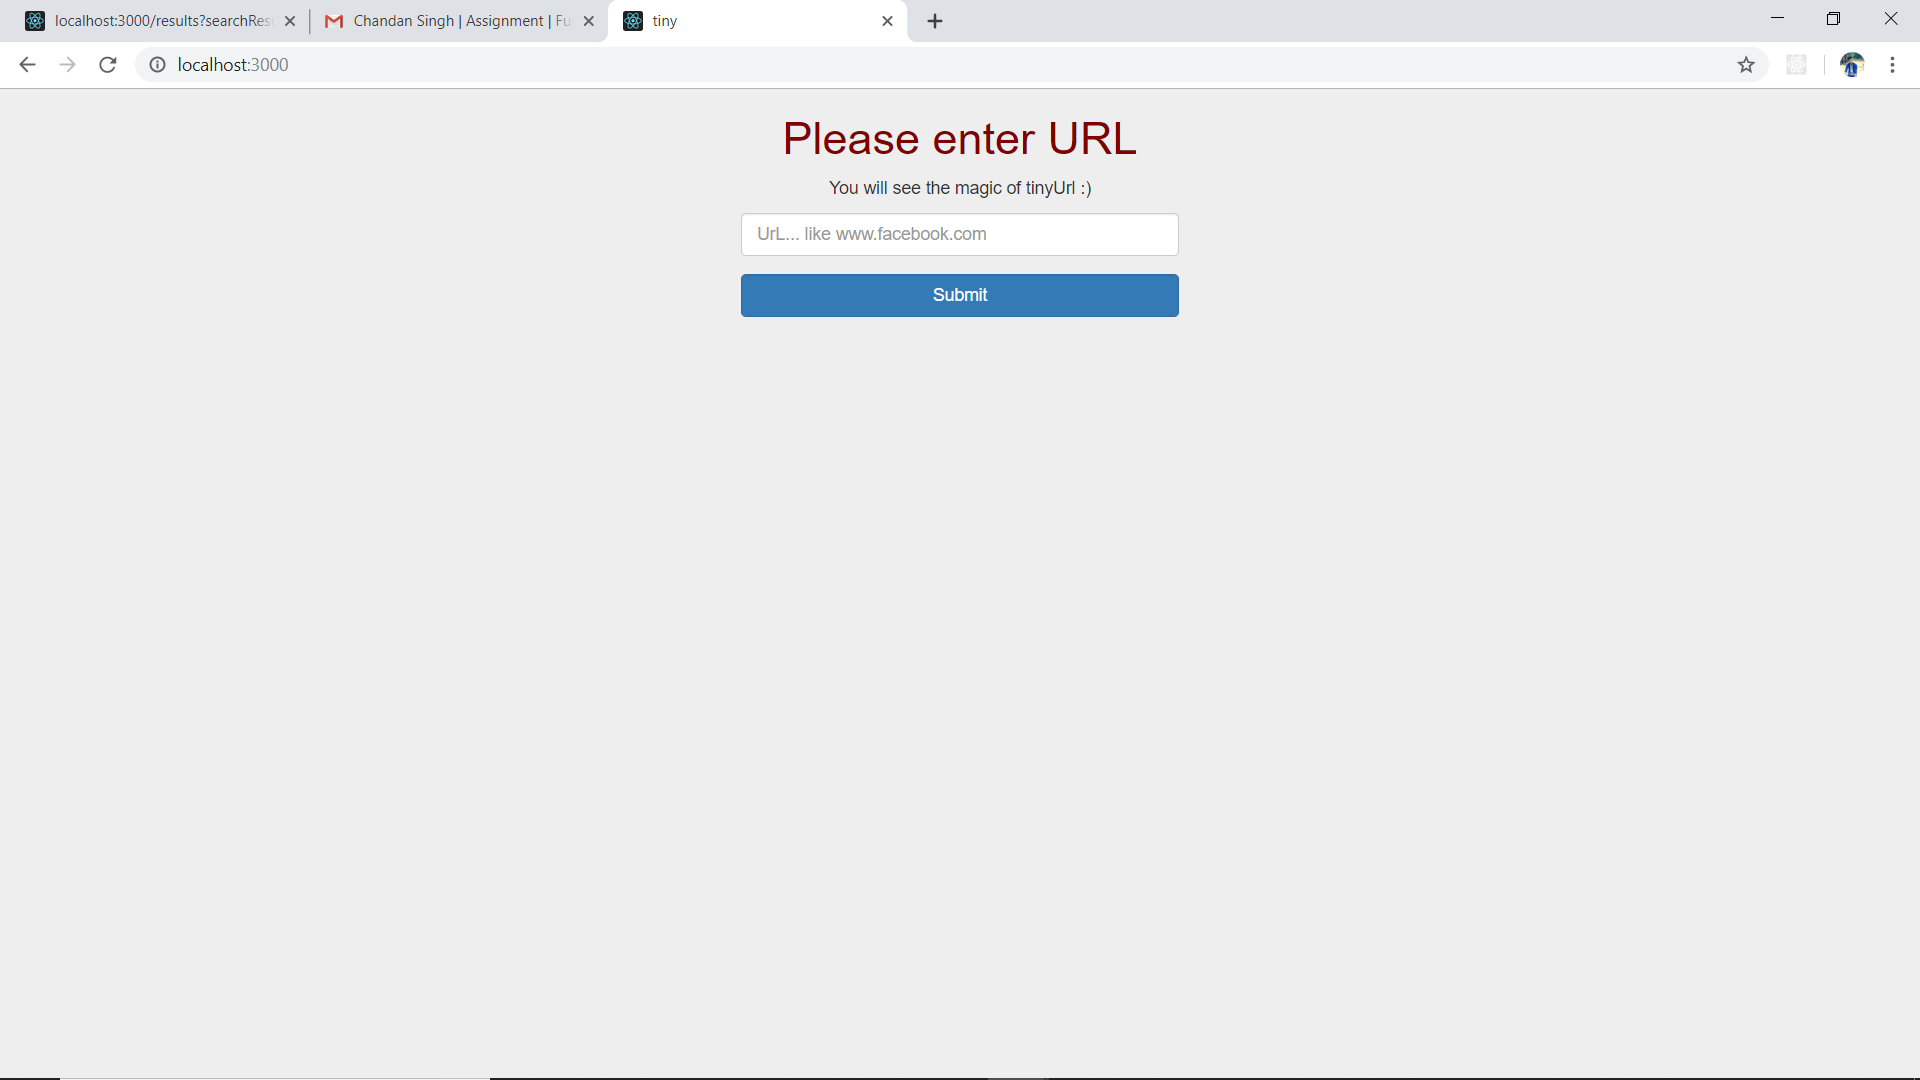 localhost:3000/results?searchRes
Chandan Singh | Assignment | Fu
tiny
localhost:3000
Please enter URL
You will see the magic of tinyUrl :)
UrL... like www.facebook.com
Submit